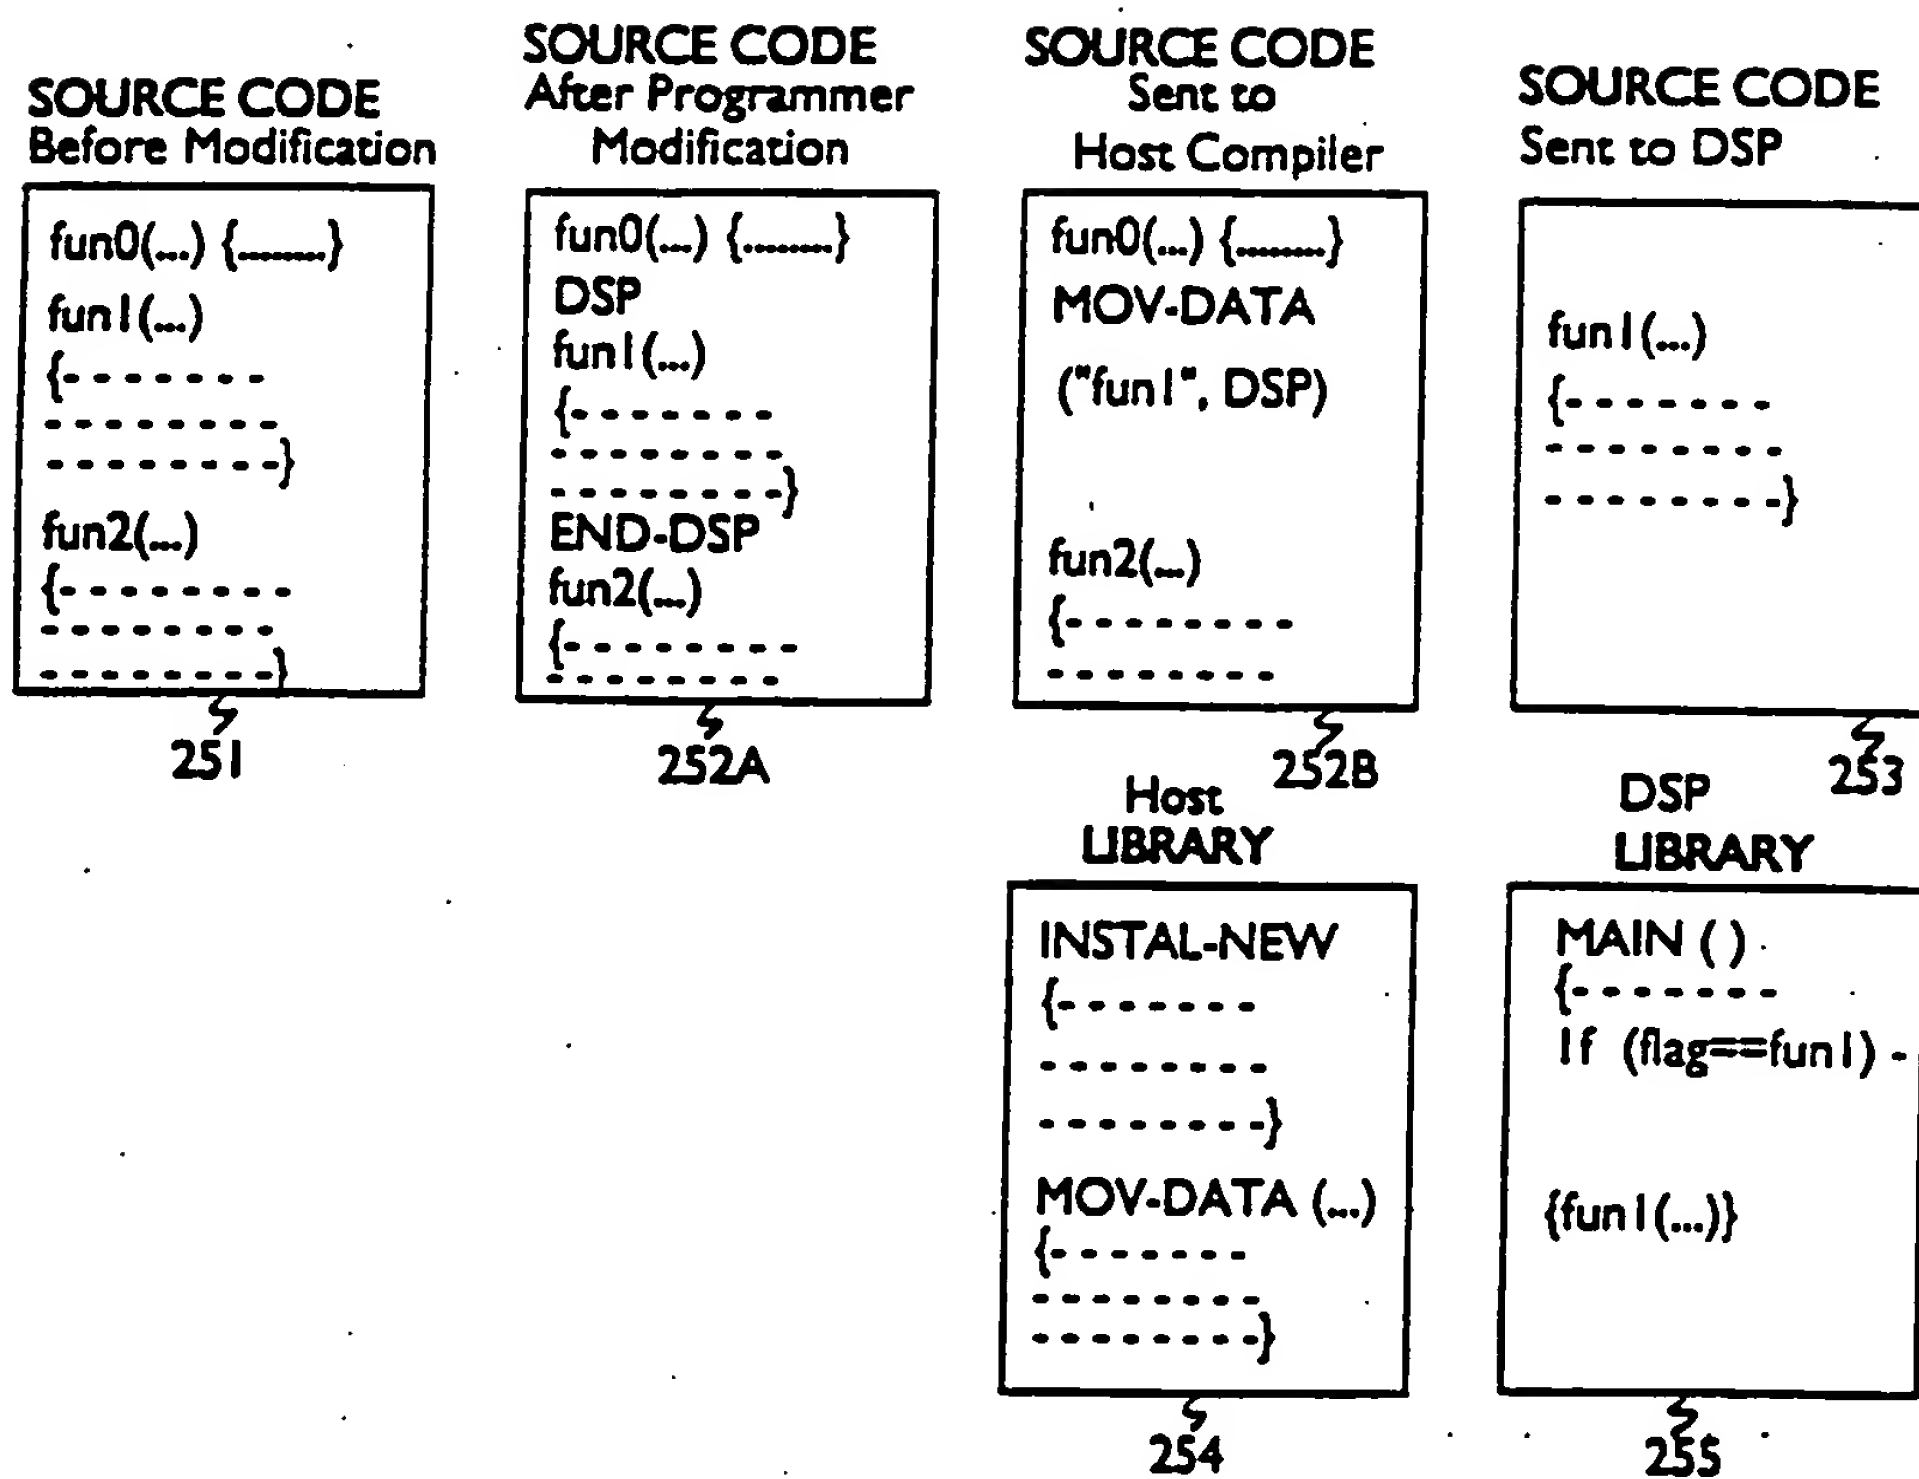 SOURCE CODE
Before Modification
fun0(...) {.........}
fun1(...)
{- - - - - - -
- - - - - - - -
- - - - - - - -}
fun2(...)
{- - - - - - - -
- - - - - - - -
- - - - - - - -}
251
SOURCE CODE
After Programmer
Modification
fun0(...) {.........}
DSP
fun1(...)
{- - - - - - -
- - - - - - - -
- - - - - - - -}
END-DSP
fun2(...)
{- - - - - - - -
- - - - - - - -
252A
SOURCE CODE
Sent to
Host Compiler
fun0(...) {.........}
MOV-DATA
("fun1", DSP)
fun2(...)
{- - - - - - - -
- - - - - - - -
252B
SOURCE CODE
Sent to DSP
fun1(...)
{- - - - - - -
- - - - - - - -
- - - - - - - -}
253
Host
LIBRARY
INSTAL-NEW
{- - - - - - -
- - - - - - - -
- - - - - - - -}
MOV-DATA (...)
{- - - - - - -
- - - - - - - -
- - - - - - - -}
254
DSP
LIBRARY
MAIN ( )
{- - - - - - -
If (flag==fun1) -
{fun1(...)}
255